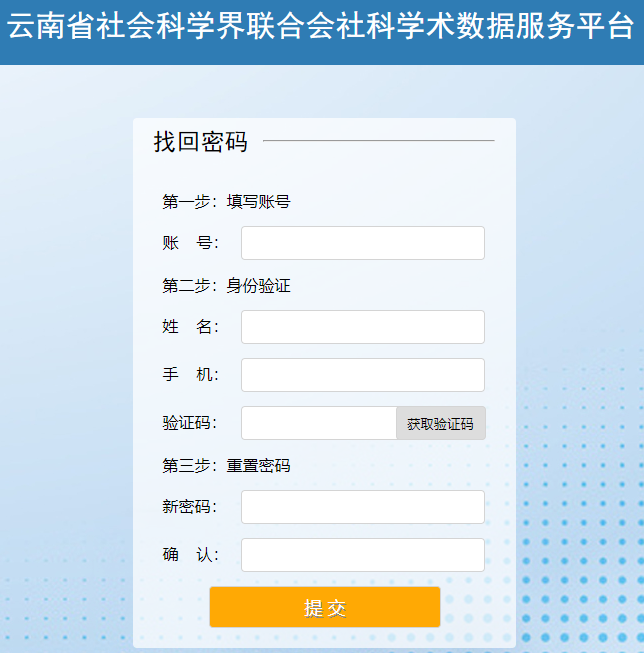 云南省社会科学界联合会社科学术数据服务平台
找回密码
第一步：填写账号
账 号：
第二步：身份验证
姓 名：
手 机：
验证码： 获取验证码
第三步：重置密码
新密码：
确 认：
提交